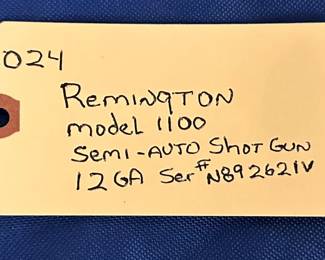 024
Remington
model 1100
Semi-Auto Shot Gun
12 GA Ser # N892621V